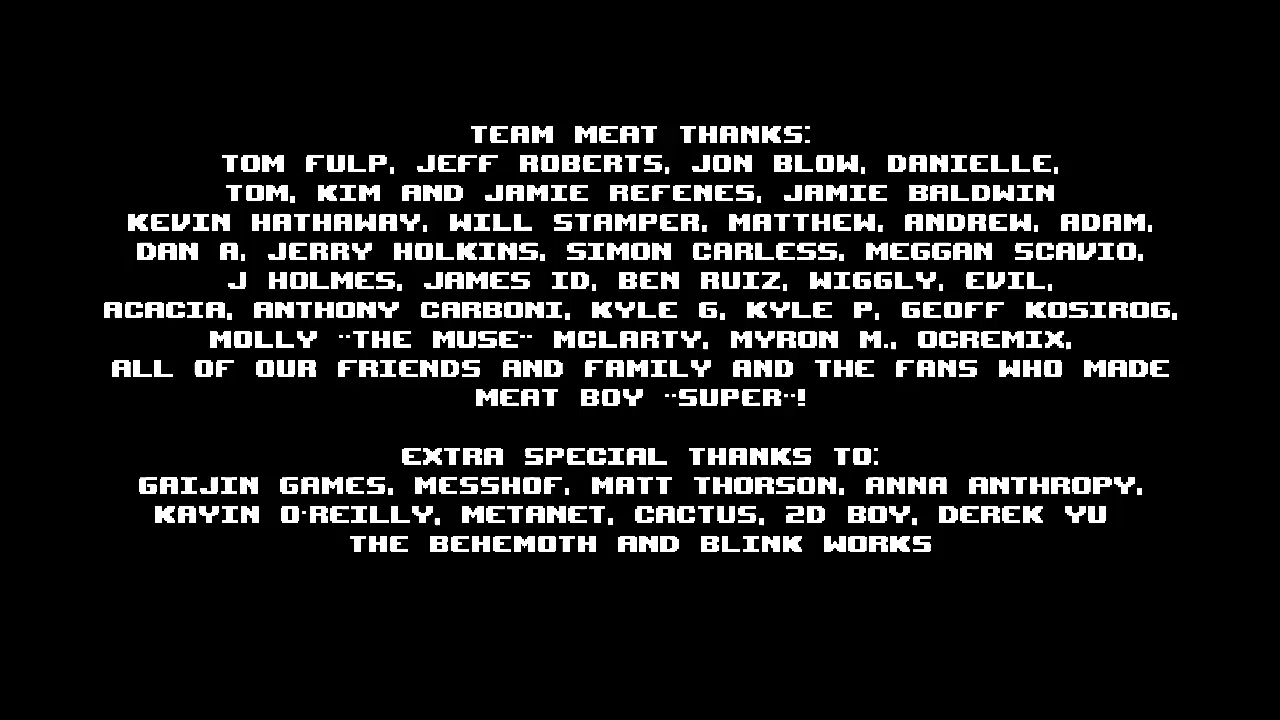 TEAM MEAT THANKS:
TOM FULP, JEFF ROBERTS, JON BLOW, DANIELLE,
TOM, KIM AND JAMIE REFENES, JAMIE BALDWIN
KEVIN HATHAWAY, WILL STAMPER, MATTHEW, ANDREW, ADAM,
DAN A, JERRY HOLKINS, SIMON CARLESS, MEGGAN SCAVIO,
J HOLMES, JAMES ID, BEN RUIZ, WIGGLY, EVIL,
ACACIA, ANTHONY CARBONI, KYLE G, KYLE P, GEOFF KOSIROG,
MOLLY "THE MUSE" MCLARTY, MYRON M., OCREMIX,
ALL OF OUR FRIENDS AND FAMILY AND THE FANS WHO MADE
MEAT BOY "SUPER"!
EXTRA SPECIAL THANKS TO:
GAIJIN GAMES, MESSHOF, MATT THORSON, ANNA ANTHROPY,
KAYIN O'REILLY, METANET, CACTUS, 2D BOY, DEREK YU
THE BEHEMOTH AND BLINK WORKS